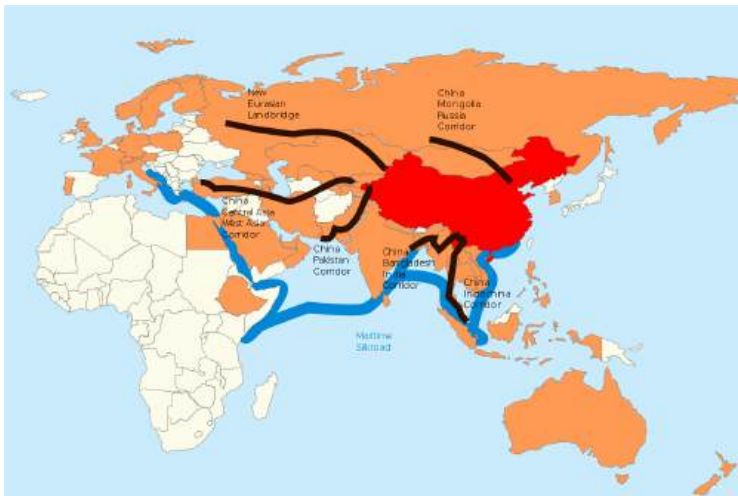 New
Eurasian
Landbridge
China
Mongolia
Russia
Corridor
China
Central Asia
West Asia
Corridor
China
Pakistan
Corridor
China
Bangladesh
India
Corridor
China
Indochina
Corridor
Maritime
Silkroad